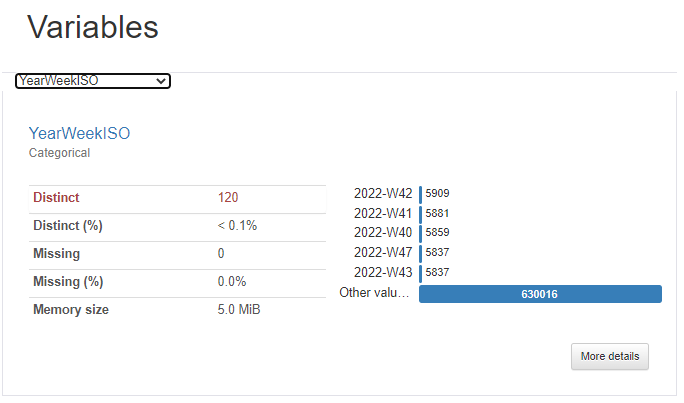 Variables
YearWeekISO
YearWeekISO
Categorical
Distinct 120
Distinct (%) < 0.1%
Missing 0
Missing (%) 0.0%
Memory size 5.0 MiB
2022-W42 5909
2022-W41 5881
2022-W40 5859
2022-W47 5837
2022-W43 5837
Other valu… 630016
More details